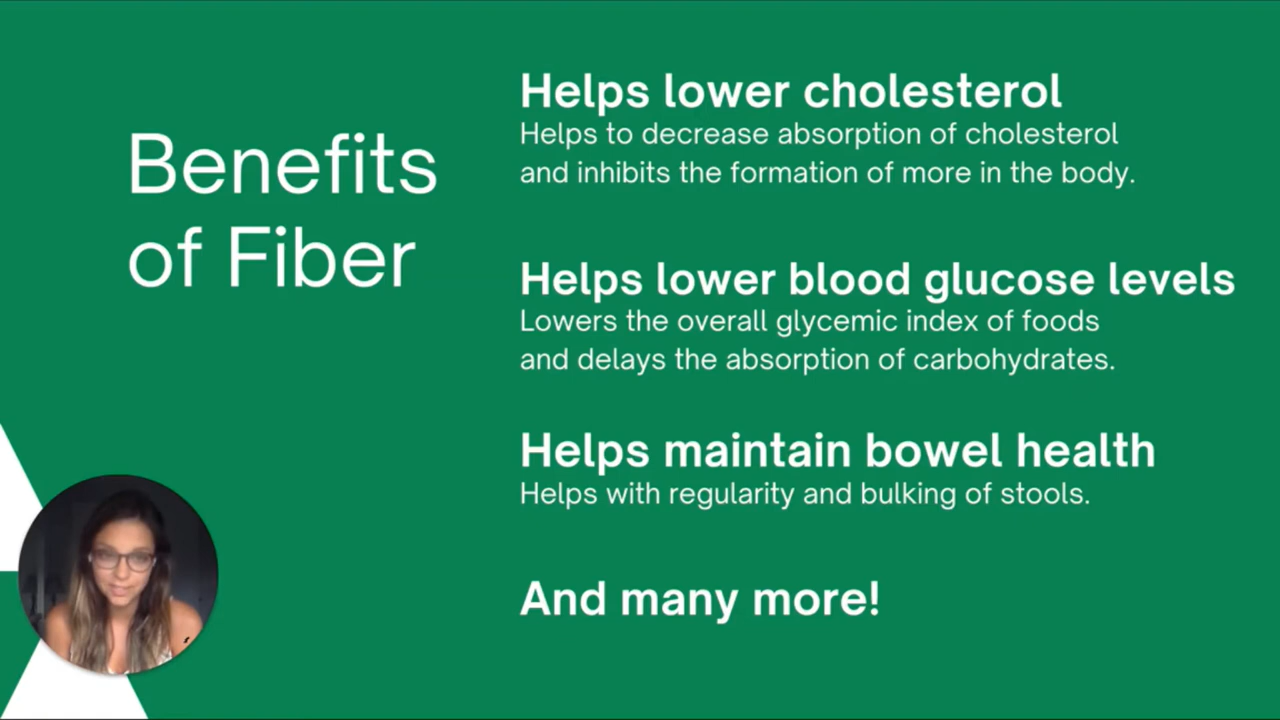 Benefits
of Fiber
Helps lower cholesterol
Helps to decrease absorption of cholesterol
and inhibits the formation of more in the body.
Helps lower blood glucose levels
Lowers the overall glycemic index of foods
and delays the absorption of carbohydrates.
Helps maintain bowel health
Helps with regularity and bulking of stools.
And many more!